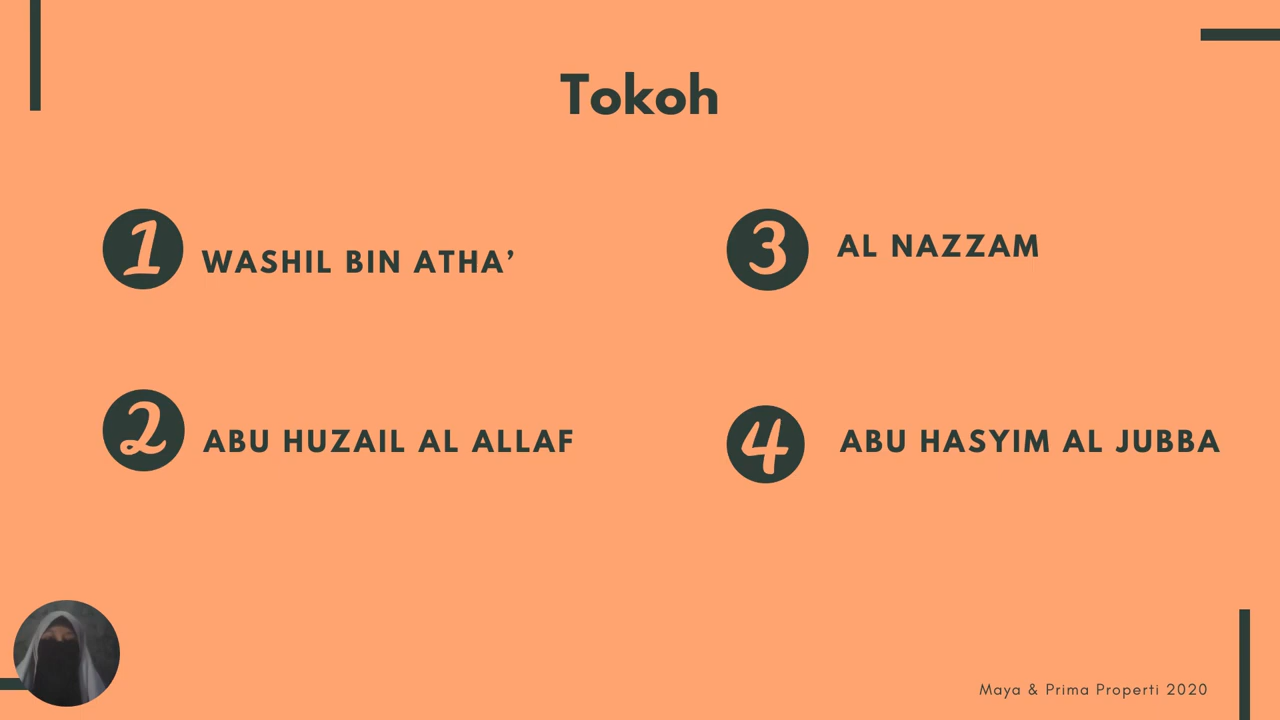 Tokoh
1 WASHIL BIN ATHA’
2 ABU HUZAIL AL ALLAF
3 AL NAZZAM
4 ABU HASYIM AL JUBBA
Maya & Prima Properti 2020